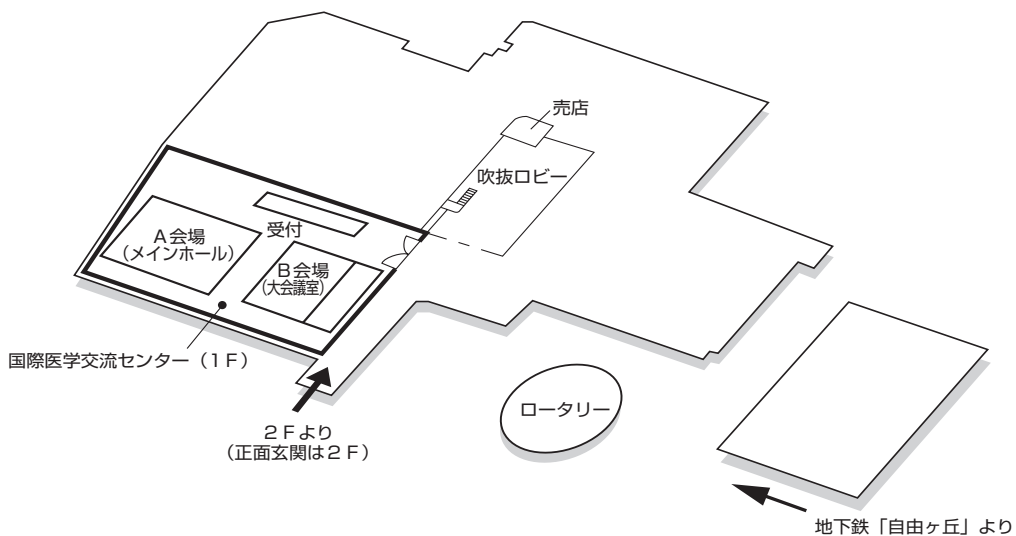 売店
吹抜ロビー
受付
A会場
(メインホール)
B会場
(大会議室)
国際医学交流センター（1F）
2Fより
（正面玄関は2F）
ロータリー
地下鉄「自由ヶ丘」より